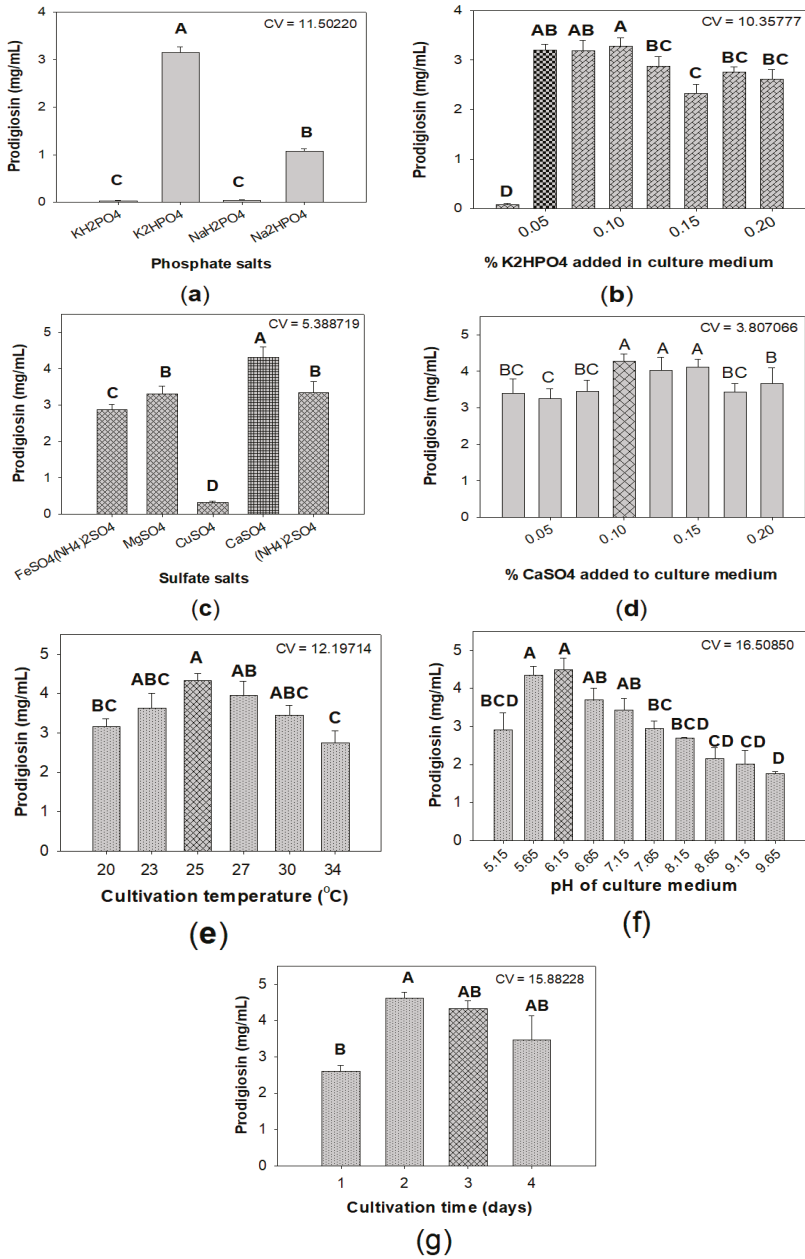 CV = 11.50220
A
B
C
C
4
3
2
1
0
Prodigiosin (mg/mL)
KH2PO4
K2HPO4
NaH2PO4
Na2HPO4
Phosphate salts
(a)
CV = 10.35777
AB
AB
A
BC
C
BC
BC
D
4
3
2
1
0
Prodigiosin (mg/mL)
0.05
0.10
0.15
0.20
% K2HPO4 added in culture medium
(b)
CV = 5.388719
C
B
D
A
B
5
4
3
2
1
0
Prodigiosin (mg/mL)
FeSO4(NH4)2SO4
MgSO4
CuSO4
CaSO4
(NH4)2SO4
Sulfate salts
(c)
CV = 3.807066
BC
C
BC
A
A
A
BC
B
5
4
3
2
1
0
Prodigiosin (mg/mL)
0.05
0.10
0.15
0.20
% CaSO4 added to culture medium
(d)
CV = 12.19714
BC
ABC
A
AB
ABC
C
5
4
3
2
1
0
Prodigiosin (mg/mL)
20 23 25 27 30 34
Cultivation temperature (°C)
(e)
CV = 16.50850
BCD
A
A
AB
AB
BC
BCD
CD
CD
D
5
4
3
2
1
0
Prodigiosin (mg/mL)
5.15
5.65
6.15
6.65
7.15
7.65
8.15
8.65
9.15
9.65
pH of culture medium
(f)
CV = 15.88228
B
A
AB
AB
5
4
3
2
1
0
Prodigiosin (mg/mL)
1 2 3 4
Cultivation time (days)
(g)